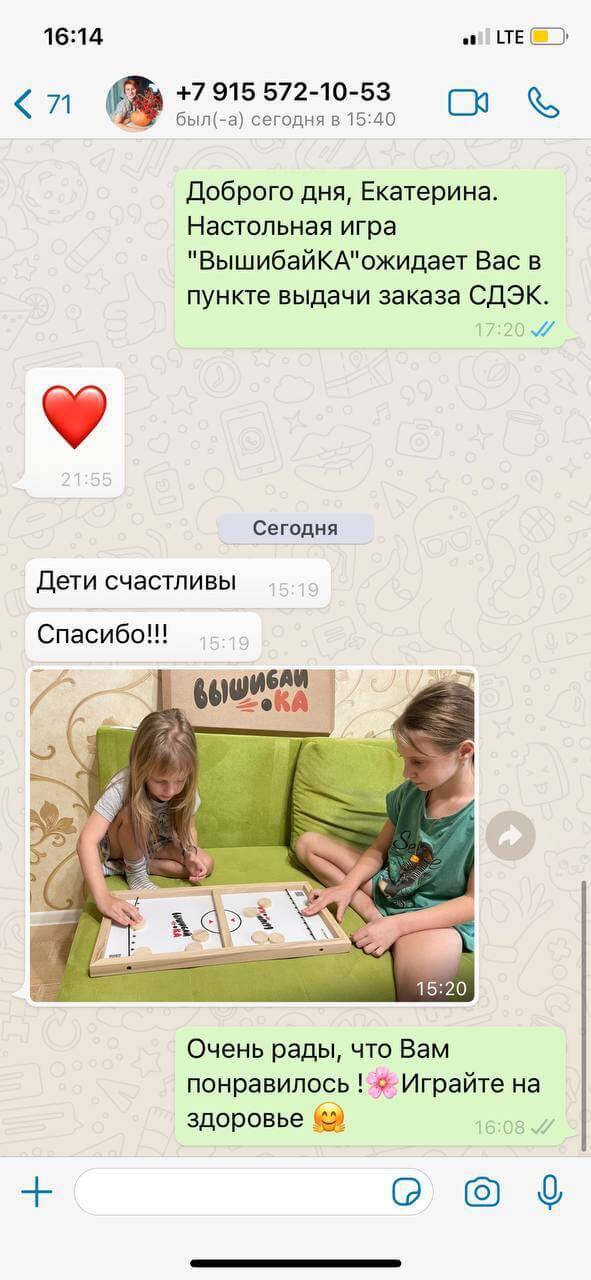 16:14
LTE
71
+7 915 572-10-53
был(-а) сегодня в 15:40
Доброго дня, Екатерина.
Настольная игра
"ВышибайКА"ожидает Вас в
пункте выдачи заказа СДЭК.
17:20
21:55
Сегодня
Дети счастливы
15:19
Спасибо!!!
15:19
ВЫШИБАЙ
КА
15:20
Очень рады, что Вам
понравилось !🌸Играйте на
здоровье 🤗
16:08